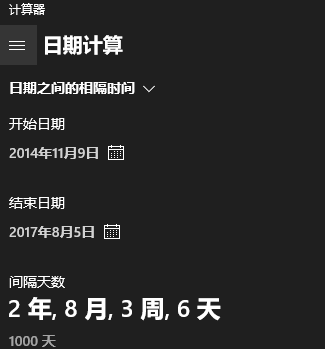 计算器
日期计算
日期之间的相隔时间
开始日期
2014年11月9日
结束日期
2017年8月5日
间隔天数
2 年, 8 月, 3 周, 6 天
1000 天